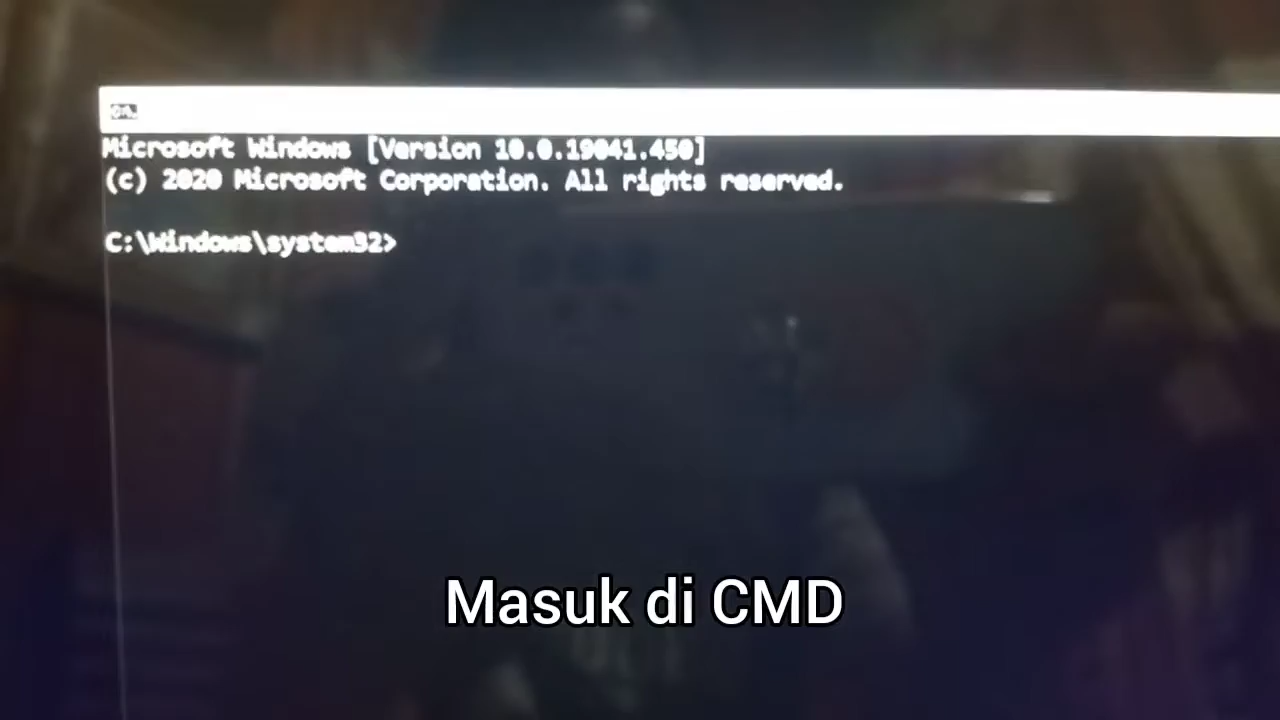 Microsoft Windows [Version 10.0.19041.450]
(c) 2020 Microsoft Corporation. All rights reserved.
C:\Windows\system32>
Masuk di CMD